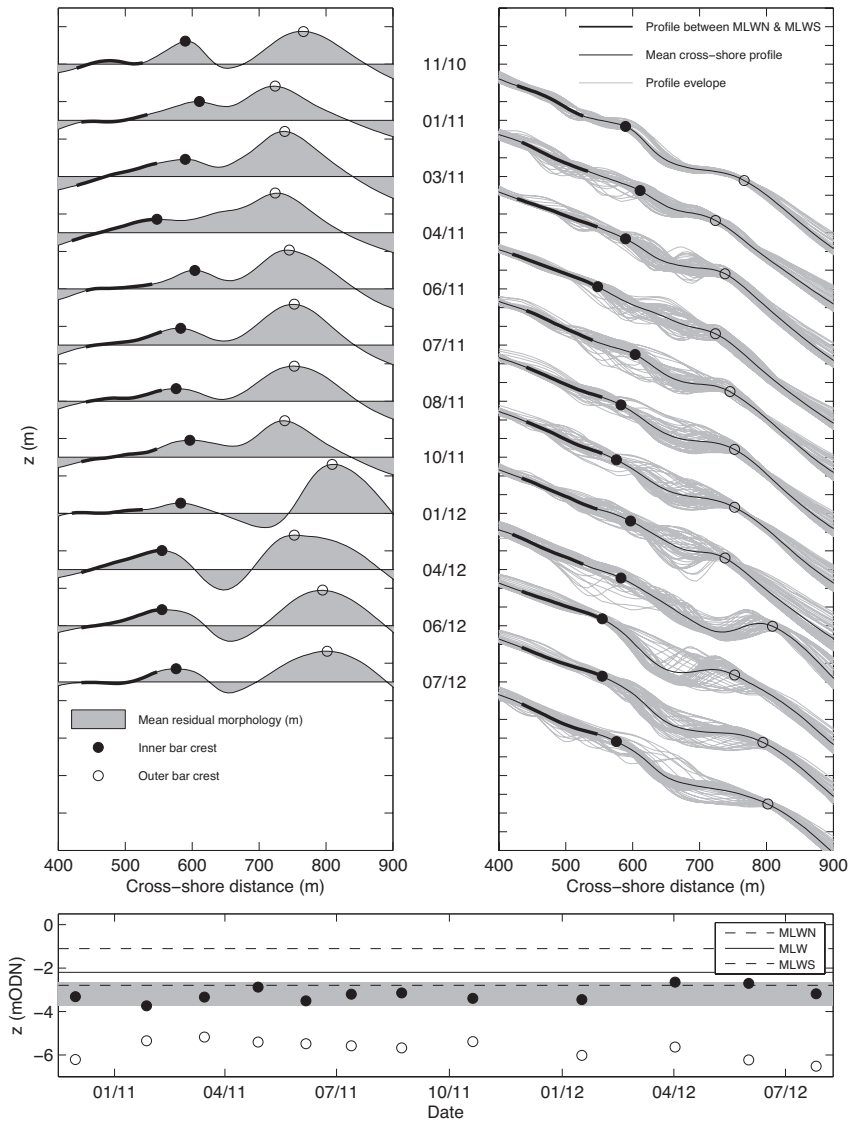 Profile between MLWN & MLWS
Mean cross-shore profile
Profile evelope
11/10
01/11
03/11
04/11
06/11
07/11
08/11
10/11
01/12
04/12
06/12
07/12
z (m)
Mean residual morphology (m)
Inner bar crest
Outer bar crest
400 500 600 700 800 900
Cross-shore distance (m)
400 500 600 700 800 900
Cross-shore distance (m)
0
−2
−4
−6
z (mODN)
MLWN
MLW
MLWS
01/11 04/11 07/11 10/11 01/12 04/12 07/12
Date